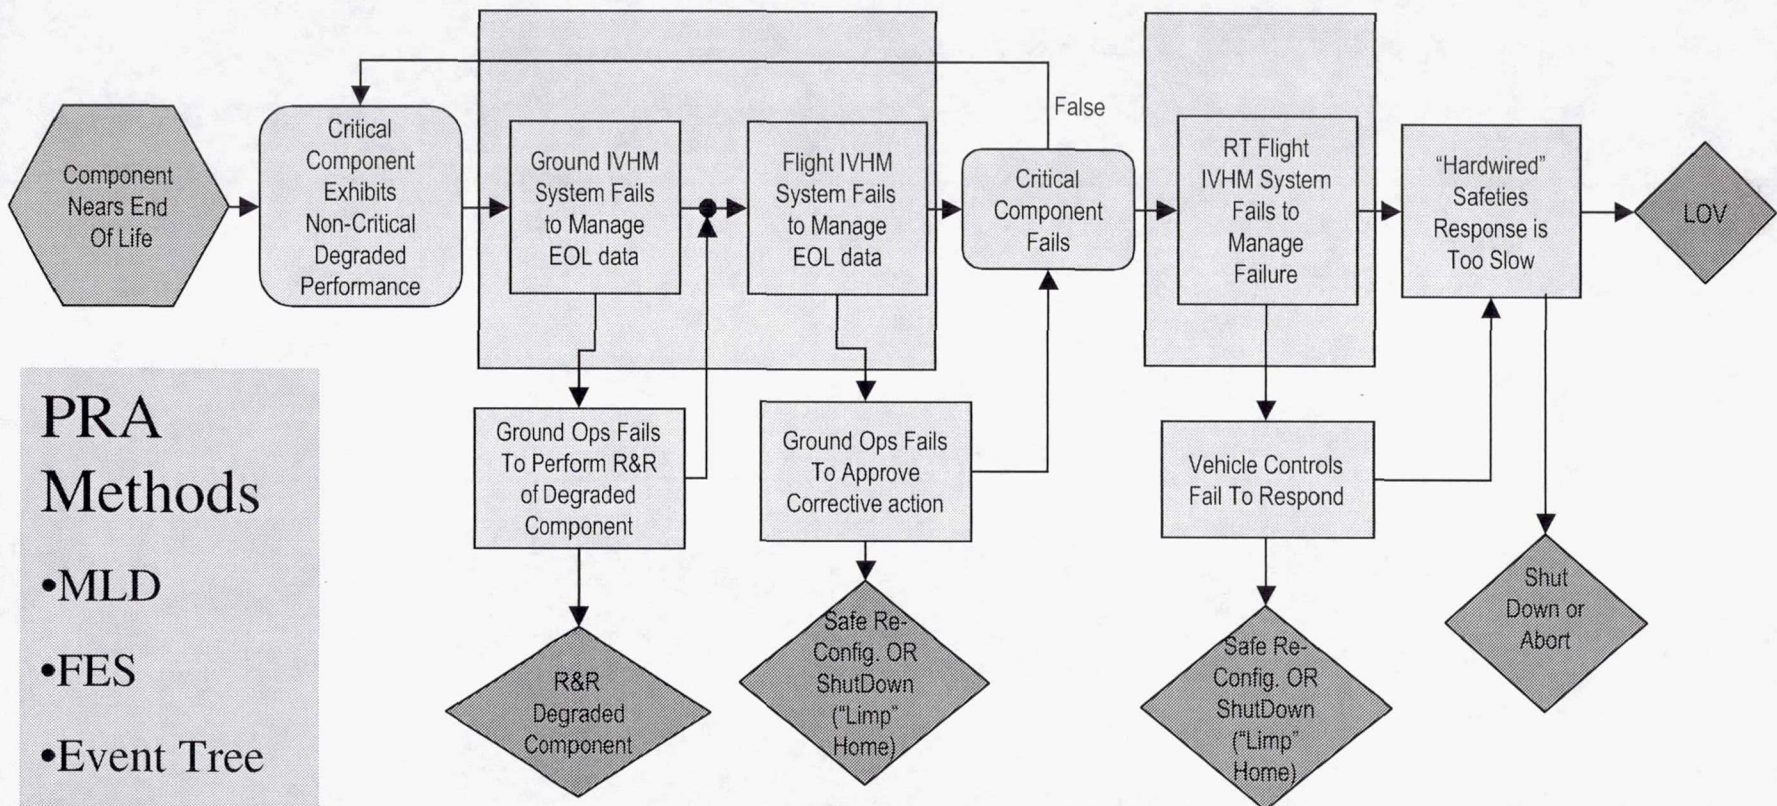 Component
Nears End
Of Life
Critical
Component
Exhibits
Non-Critical
Degraded
Performance
Ground IVHM
System Fails
to Manage
EOL data
Flight IVHM
System Fails
to Manage
EOL data
False
Critical
Component
Fails
RT Flight
IVHM System
Fails to
Manage
Failure
“Hardwired”
Safeties
Response is
Too Slow
LOV
Ground Ops Fails
To Perform R&R
of Degraded
Component
Ground Ops Fails
To Approve
Corrective action
Vehicle Controls
Fail To Respond
R&R
Degraded
Component
Safe Re-
Config. OR
ShutDown
(“Limp”
Home)
Safe Re-
Config. OR
ShutDown
(“Limp”
Home)
Shut
Down or
Abort
PRA
Methods
•MLD
•FES
•Event Tree